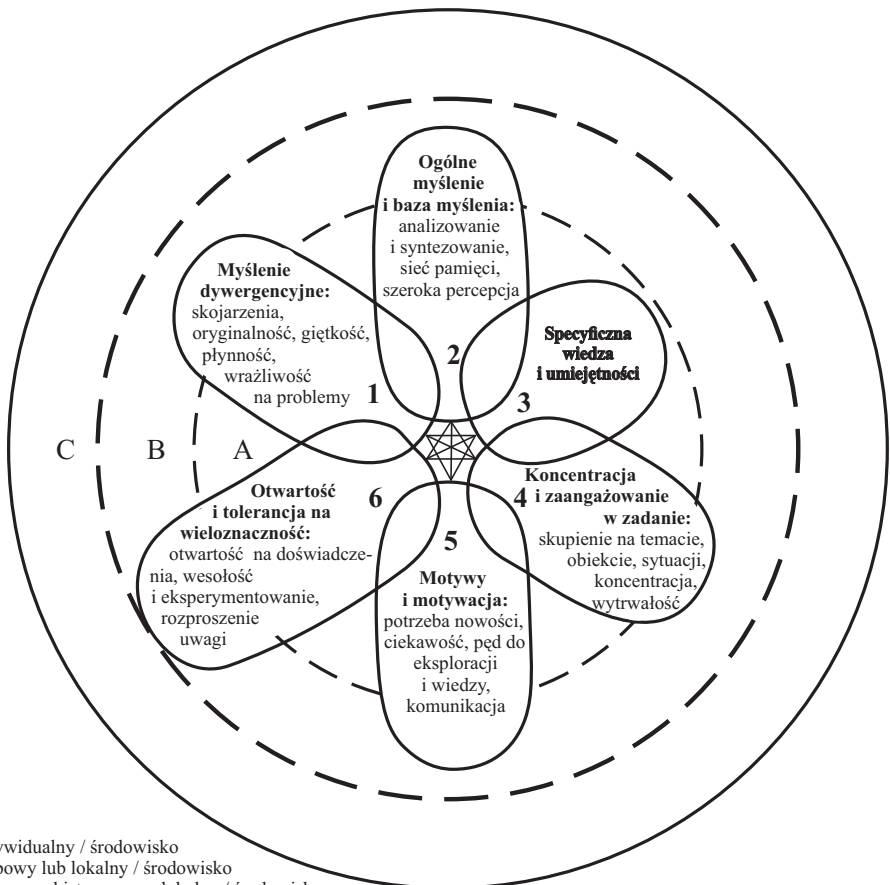 Ogólne
myślenie
i baza myślenia:
analizowanie
i syntezowanie,
sieć pamięci,
szeroka percepcja
Myślenie
dywergencyjne:
skojarzenia,
oryginalność, giętkość,
płynność,
wrażliwość
na problemy
Specyficzna
wiedza
i umiejętności
1
2
3
C
B
A
6
5
4
Otwartość
i tolerancja na
wieloznaczność:
otwartość na doświadcze-
nia, wesołość
i eksperymentowanie,
rozproszenie
uwagi
Koncentracja
i zaangażowanie
w zadanie:
skupienie na temacie,
obiekcie, sytuacji,
koncentracja,
wytrwałość
Motywy
i motywacja:
potrzeba nowości,
ciekawość, pęd do
eksploracji
i wiedzy,
komunikacja
/ środowisko
lub lokalny / środowisko